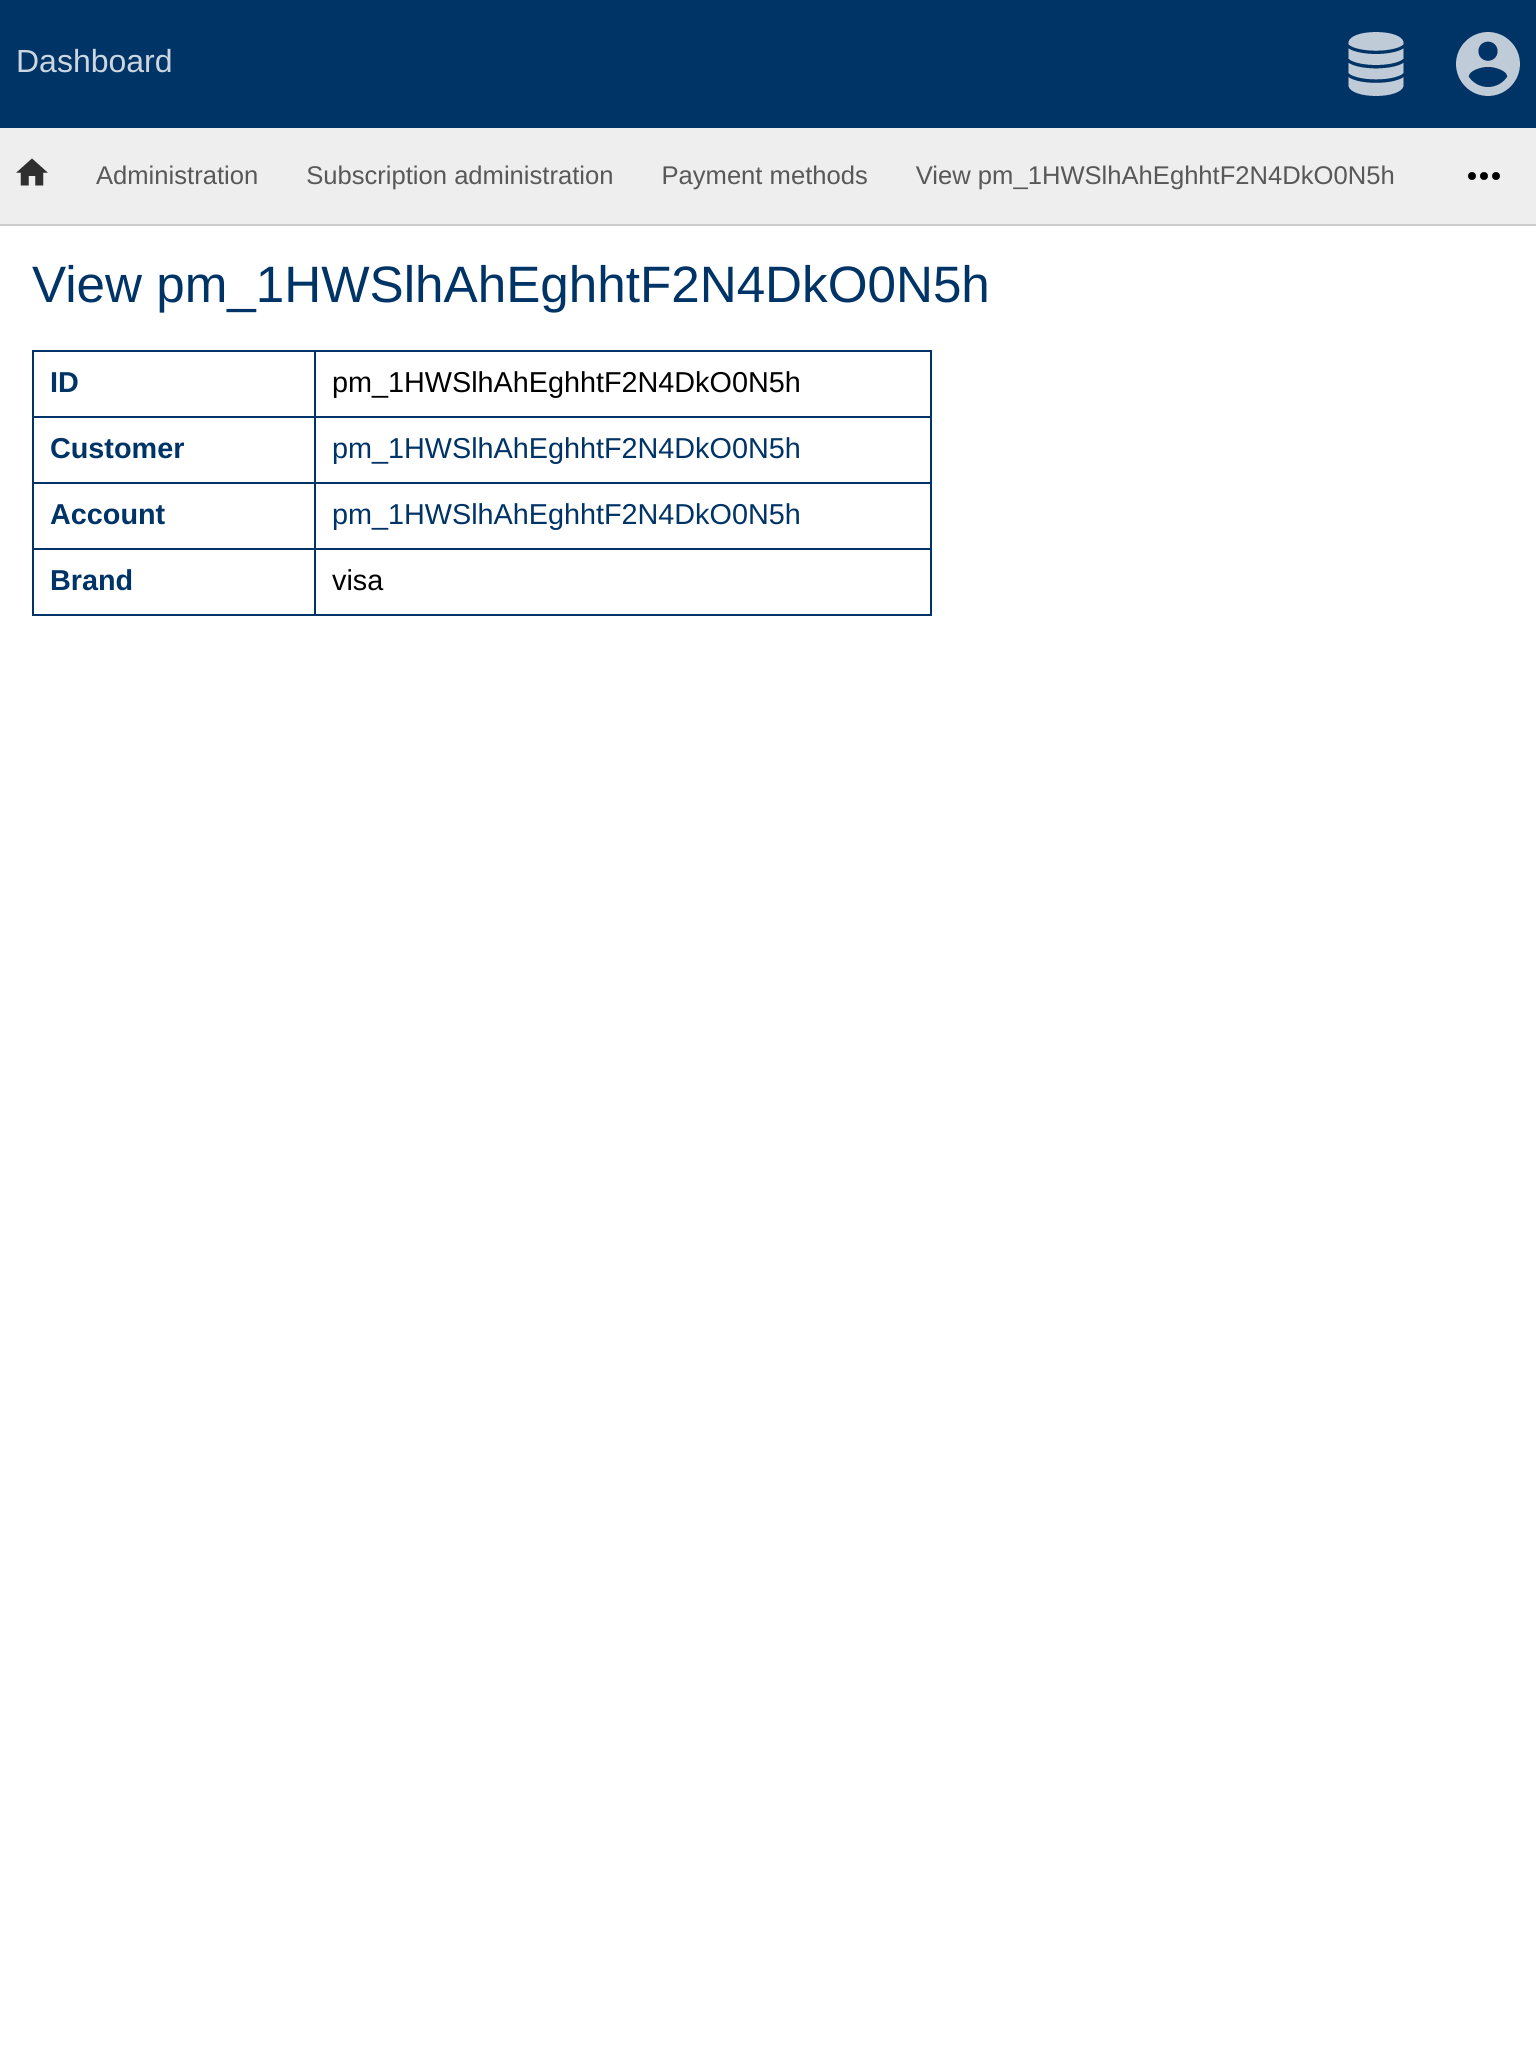 Dashboard
Administration Subscription administration Payment methods View pm_1HWSlhAhEghhtF2N4DkO0N5h
View pm_1HWSlhAhEghhtF2N4DkO0N5h
ID pm_1HWSlhAhEghhtF2N4DkO0N5h
Customer pm_1HWSlhAhEghhtF2N4DkO0N5h
Account pm_1HWSlhAhEghhtF2N4DkO0N5h
Brand visa